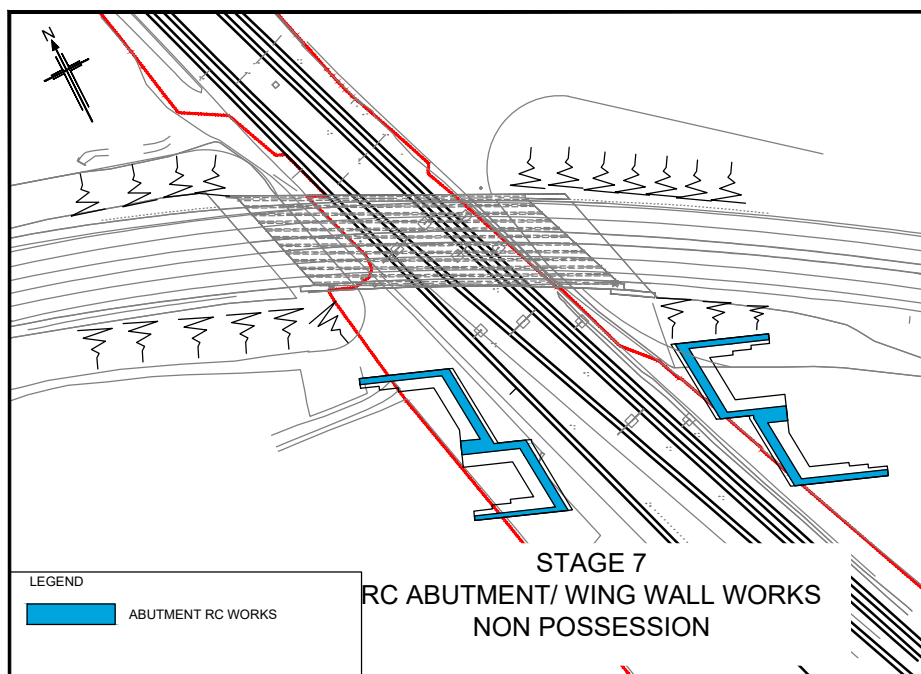 N
STAGE 7
RC ABUTMENT/ WING WALL WORKS
NON POSSESSION
LEGEND
ABUTMENT RC WORKS